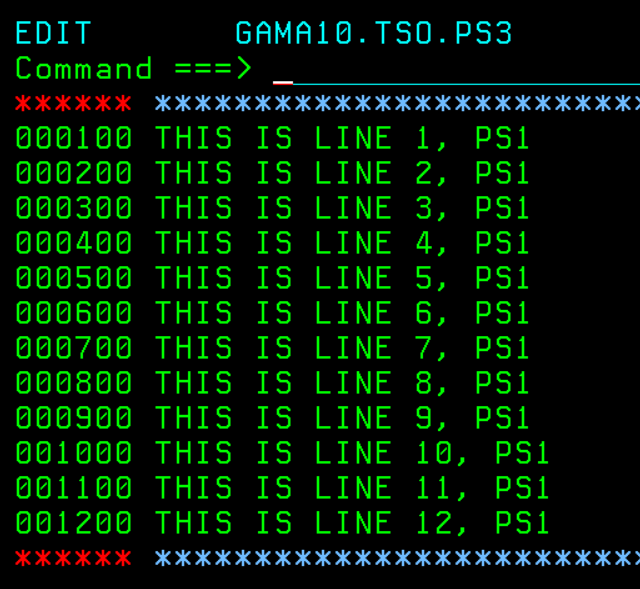 EDIT GAMA10.TSO.PS3
Command ===> _
****** *************************
000100 THIS IS LINE 1, PS1
000200 THIS IS LINE 2, PS1
000300 THIS IS LINE 3, PS1
000400 THIS IS LINE 4, PS1
000500 THIS IS LINE 5, PS1
000600 THIS IS LINE 6, PS1
000700 THIS IS LINE 7, PS1
000800 THIS IS LINE 8, PS1
000900 THIS IS LINE 9, PS1
001000 THIS IS LINE 10, PS1
001100 THIS IS LINE 11, PS1
001200 THIS IS LINE 12, PS1
****** *************************